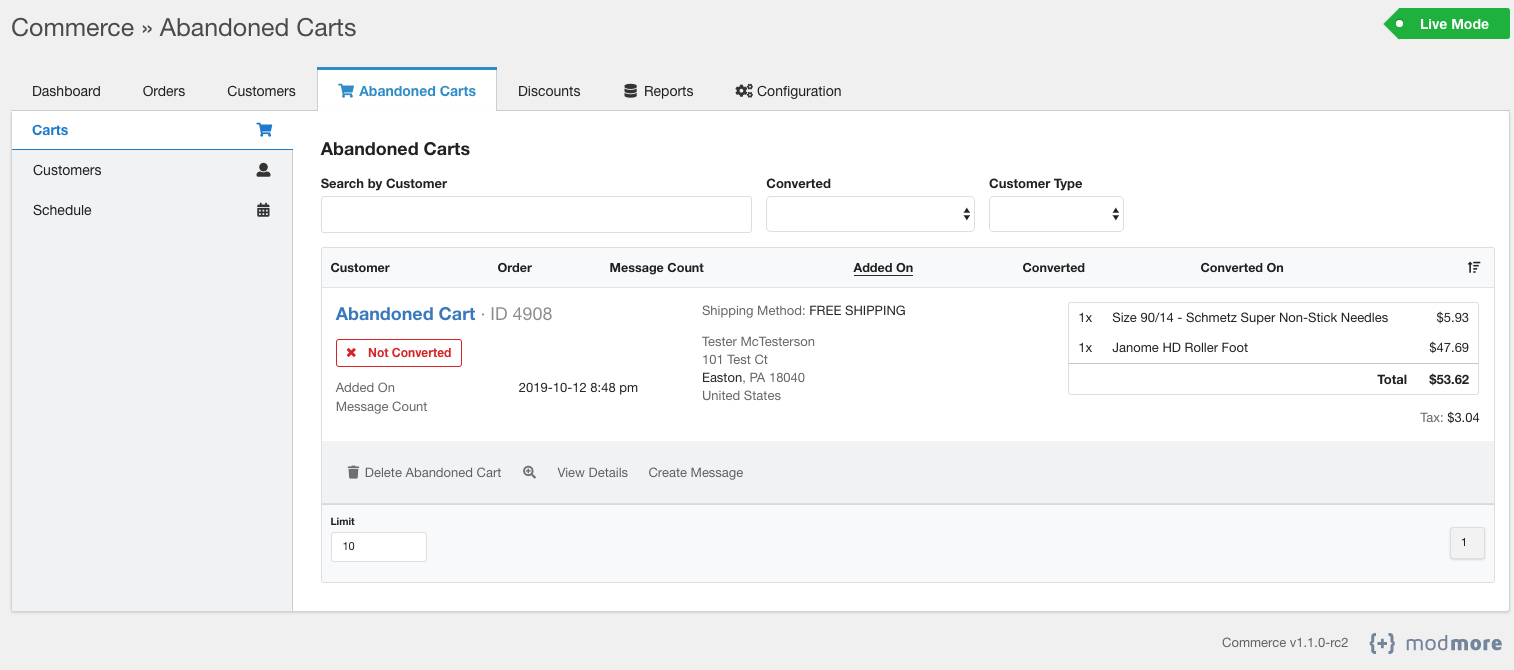 Commerce » Abandoned Carts
Live Mode
Dashboard Orders Customers Abandoned Carts Discounts Reports Configuration
Carts
Customers
Schedule
Abandoned Carts
Search by Customer Converted Customer Type
Customer Order Message Count Added On Converted Converted On
Abandoned Cart · ID 4908
Not Converted
Added On 2019-10-12 8:48 pm
Message Count
Shipping Method: FREE SHIPPING
Tester McTesterson
101 Test Ct
Easton, PA 18040
United States
1x Size 90/14 - Schmetz Super Non-Stick Needles $5.93
1x Janome HD Roller Foot $47.69
Total $53.62
Tax: $3.04
Delete Abandoned Cart View Details Create Message
Limit
10
1
Commerce v1.1.0-rc2 {+} modmore